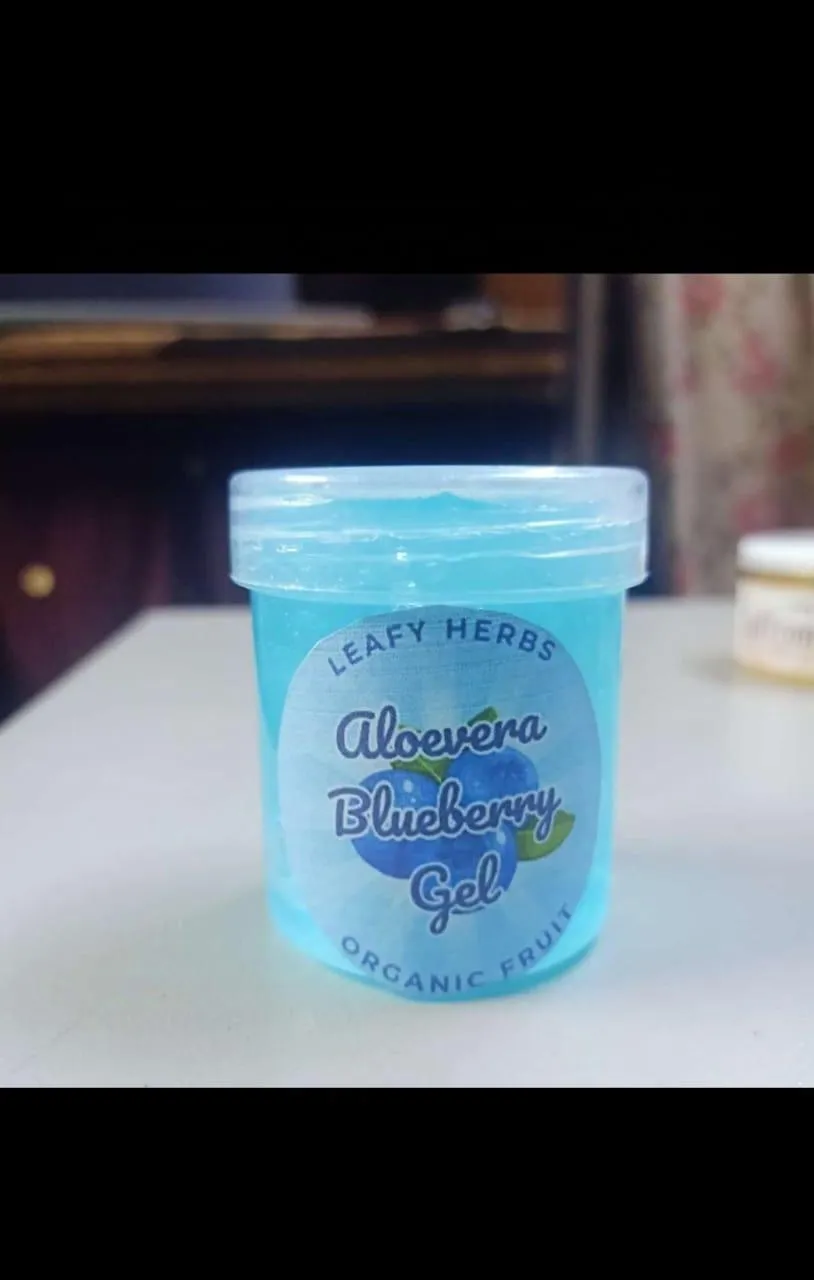 LEAFY HERBS
Aloevera
Blueberry
Gel
ORGANIC FRUIT